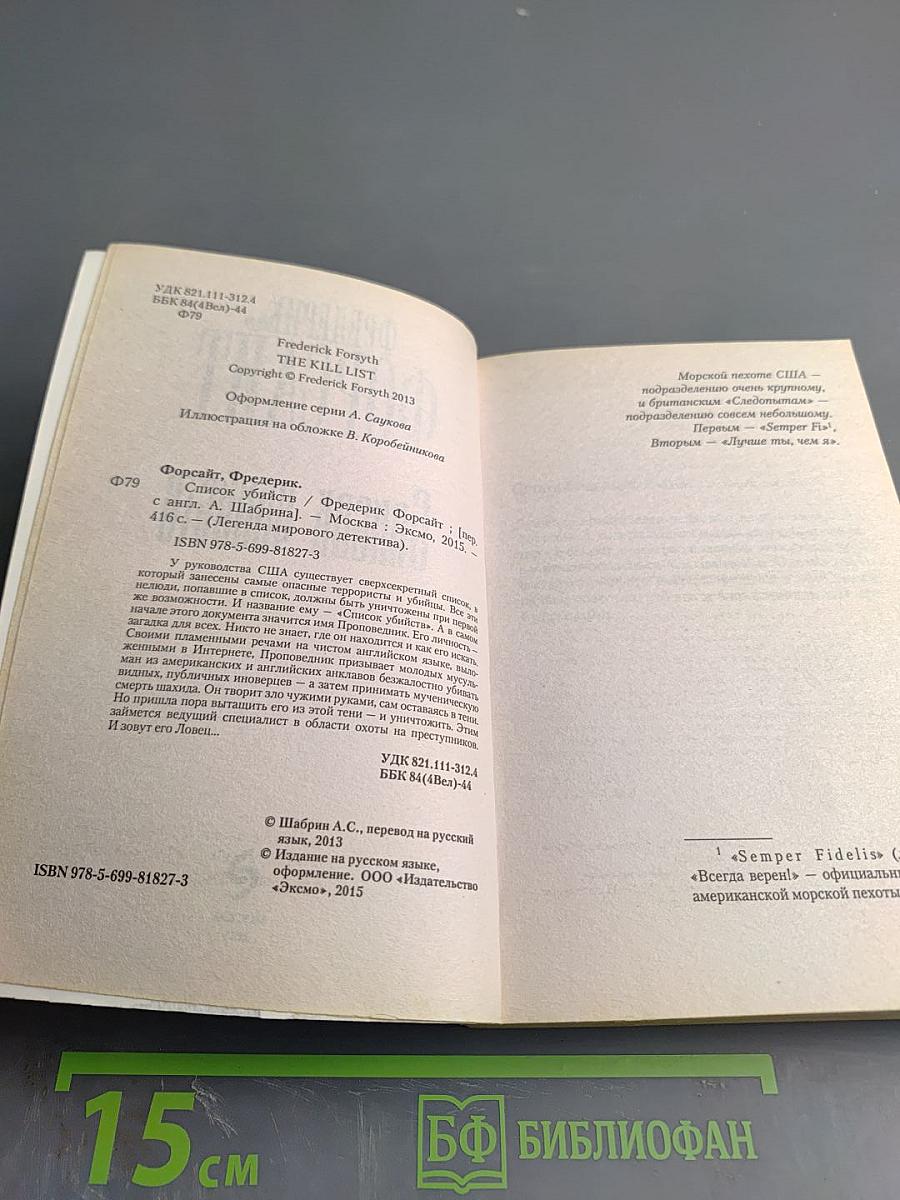 УДК 821.111-312.4
ББК 84(4Вел)-44
Ф79
Frederick Forsyth
THE KILL LIST
Copyright © Frederick Forsyth 2013
Оформление серии А. Саукова
Иллюстрация на обложке В. Коробейникова
Форсайт, Фредерик.
Ф79 Список убийств / Фредерик Форсайт ; [пер.
с англ. А. Шабрина]. — Москва : Эксмо, 2015. —
416 с. — (Легенда мирового детектива).
ISBN 978-5-699-81827-3
У руководства США существует сверхсекретный список, в
который занесены самые опасные террористы и убийцы. Все эти
нелюди, попавшие в список, должны быть уничтожены при первой
же возможности. И название ему — «Список убийств». А в самом
начале этого документа значится имя Проповедник. Его личность —
загадка для всех. Никто не знает, где он находится и как его искать.
Своими пламенными речами на чистом английском языке, выло-
женными в Интернете, Проповедник призывает молодых мусуль-
ман из американских и английских анклавов безжалостно убивать
видных, публичных иноверцев — а затем принимать мученическую
смерть шахида. Он творит зло чужими руками, сам оставаясь в тени.
Но пришла пора вытащить его из этой тени — и уничтожить. Этим
займется ведущий специалист в области охоты на преступников.
И зовут его Ловец...
УДК 821.111-312.4
ББК 84(4Вел)-44
© Шабрин А.С., перевод на русский
язык, 2013
© Издание на русском языке,
оформление. ООО «Издательство
«Эксмо», 2015
ISBN 978-5-699-81827-3
Морской пехоте США —
подразделению очень крупному,
и британским «Следопытам» —
подразделению совсем небольшому.
Первым — «Semper Fi»¹,
Вторым — «Лучше ты, чем я».
¹ «Semper Fidelis» (
«Всегда верен!» — официальн
американской морской пехоты
15 см
БФ БИБЛИОФАН